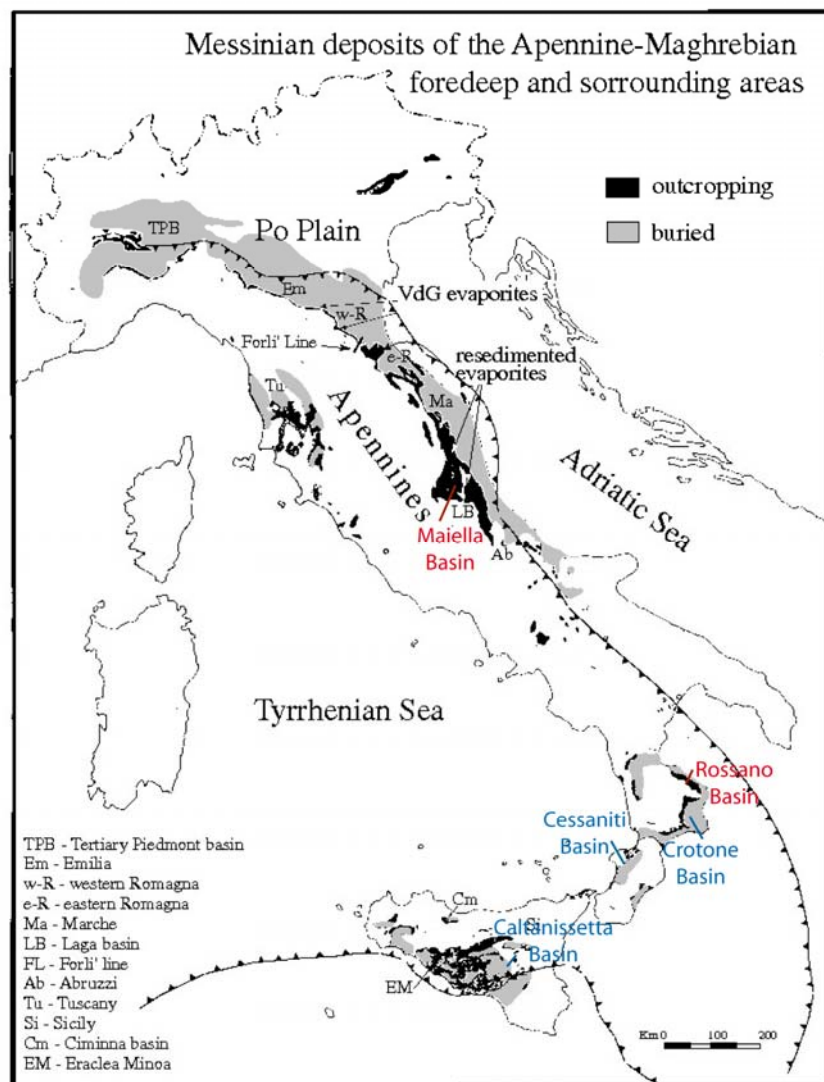 Messinian deposits of the Apennine-Maghrebian
foredeep and sorrounding areas
outcropping
buried
TPB
Po Plain
Em
VdG evaporites
w-R
Forli' Line
e-R
resedimented
evaporites
Tu
Ma
Apennines
Adriatic Sea
LB
Maiella
Basin
Ab
Tyrrhenian Sea
Rossano
Basin
Cessaniti
Basin
Crotone
Basin
Cm
Si
Caltanissetta
Basin
EM
TPB - Tertiary Piedmont basin
Em - Emilia
w-R - western Romagna
e-R - eastern Romagna
Ma - Marche
LB - Laga basin
FL - Forli' line
Ab - Abruzzi
Tu - Tuscany
Si - Sicily
Cm - Ciminna basin
EM - Eraclea Minoa
Km 0 100 200